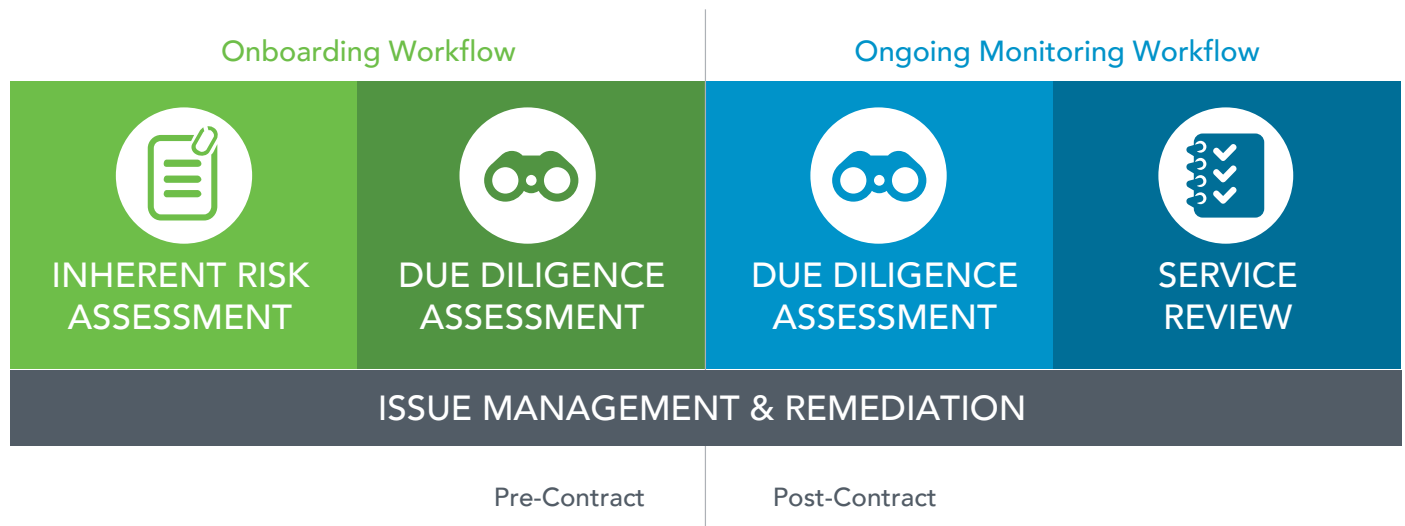 Onboarding Workflow
Ongoing Monitoring Workflow
INHERENT RISK
ASSESSMENT
DUE DILIGENCE
ASSESSMENT
DUE DILIGENCE
ASSESSMENT
SERVICE
REVIEW
ISSUE MANAGEMENT & REMEDIATION
Pre-Contract
Post-Contract